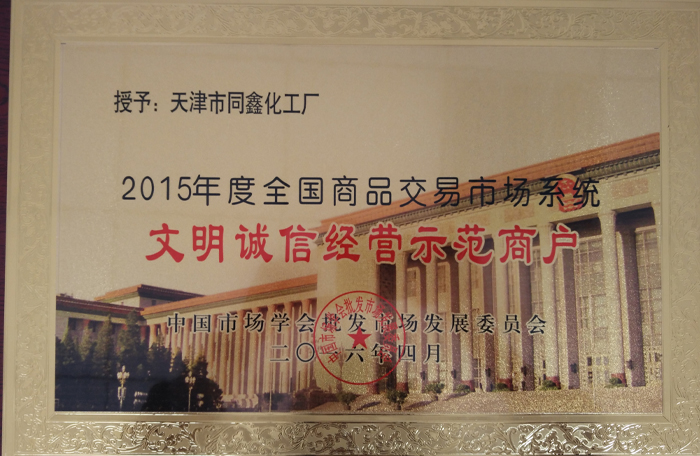 授予：天津市同鑫化工厂
2015年度全国商品交易市场系统
文明诚信经营示范商户
中国市场学会批发市场发展委员会
二〇一六年四月